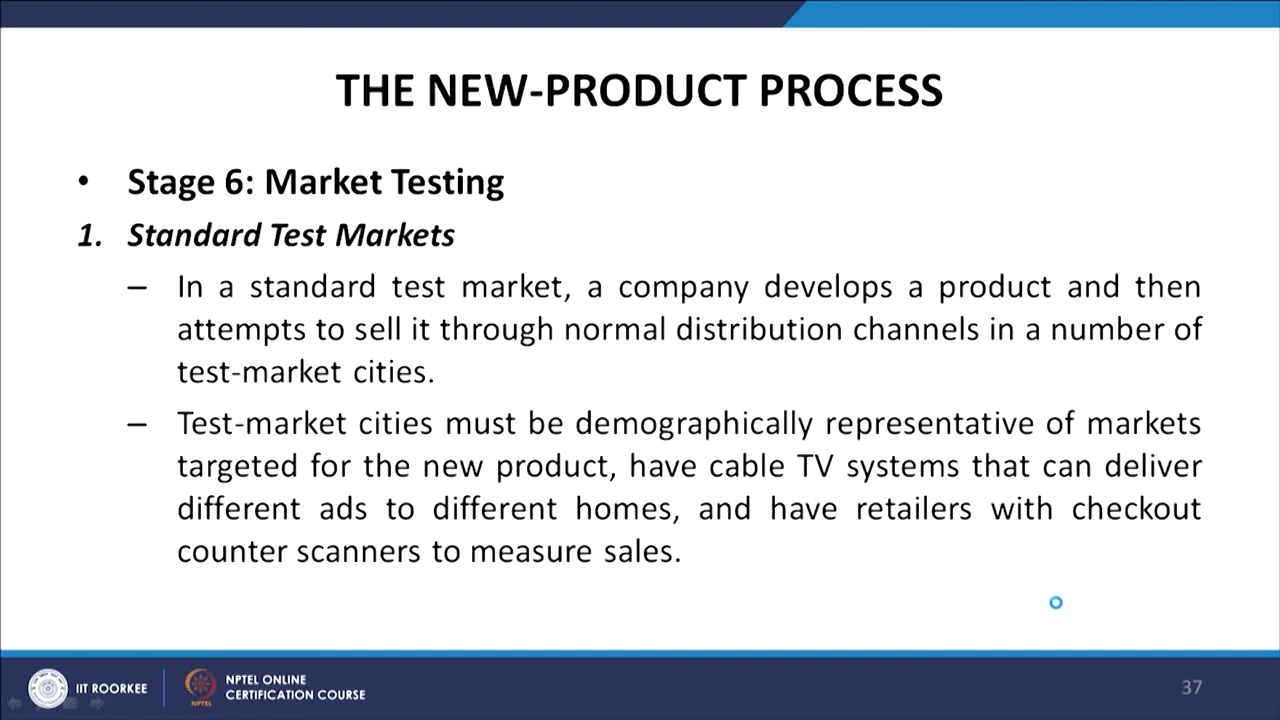 THE NEW-PRODUCT PROCESS
• Stage 6: Market Testing
1. Standard Test Markets
– In a standard test market, a company develops a product and then
attempts to sell it through normal distribution channels in a number of
test-market cities.
– Test-market cities must be demographically representative of markets
targeted for the new product, have cable TV systems that can deliver
different ads to different homes, and have retailers with checkout
counter scanners to measure sales.
IIT ROORKEE
NPTEL
NPTEL ONLINE
CERTIFICATION COURSE
37